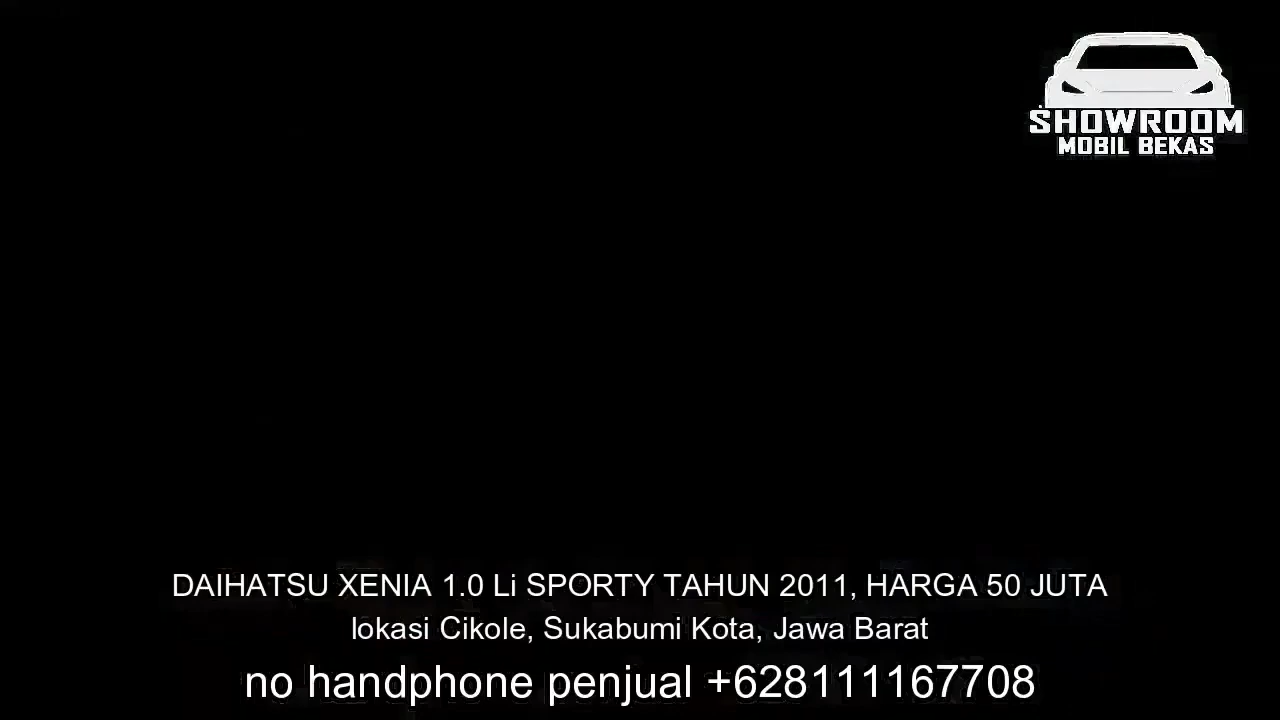 SHOWROOM
MOBIL BEKAS
DAIHATSU XENIA 1.0 Li SPORTY TAHUN 2011, HARGA 50 JUTA
lokasi Cikole, Sukabumi Kota, Jawa Barat
no handphone penjual +628111167708